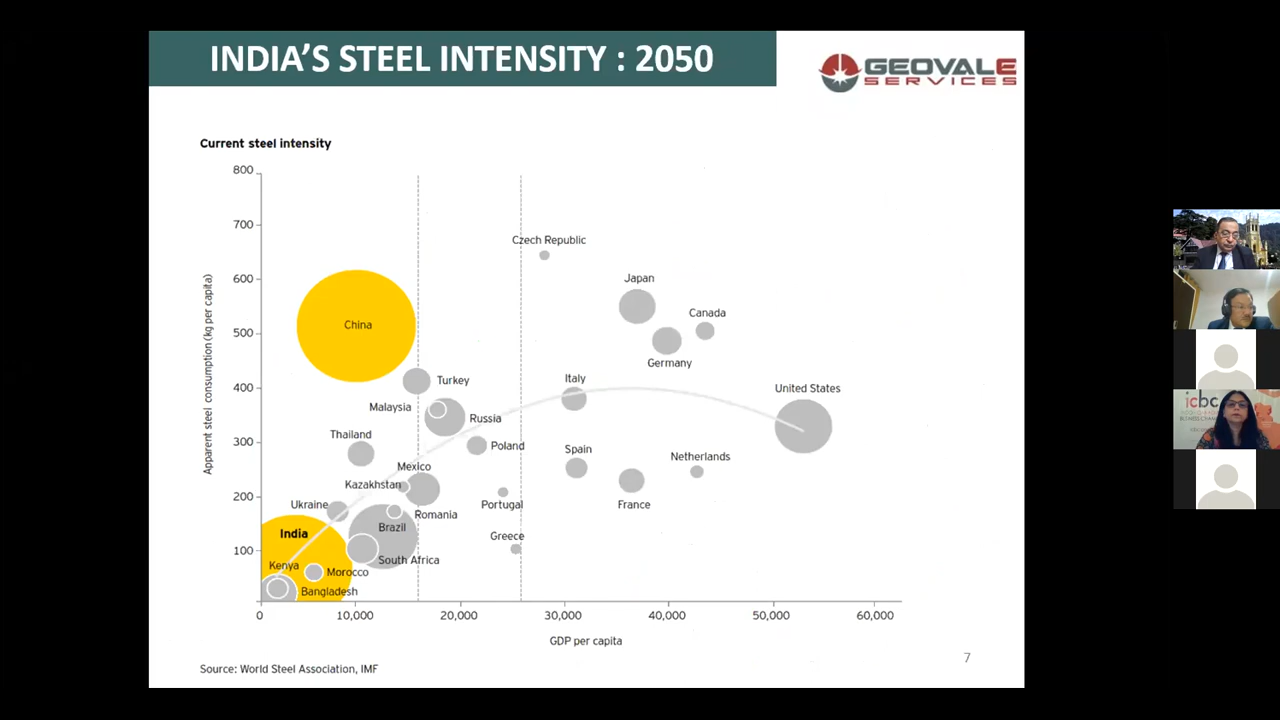 INDIA'S STEEL INTENSITY : 2050
GEOVALE
SERVICES
Current steel intensity
800
700
600
500
400
300
200
100
0
10,000
20,000
30,000
40,000
50,000
60,000
Apparent steel consumption (kg per capita)
GDP per capita
Czech Republic
Japan
China
Canada
Germany
Turkey
Italy
United States
Malaysia
Russia
Thailand
Poland
Spain
Netherlands
Mexico
Kazakhstan
Ukraine
Portugal
France
Romania
Brazil
India
Greece
South Africa
Kenya
Morocco
Bangladesh
Source: World Steel Association, IMF
7
icbc